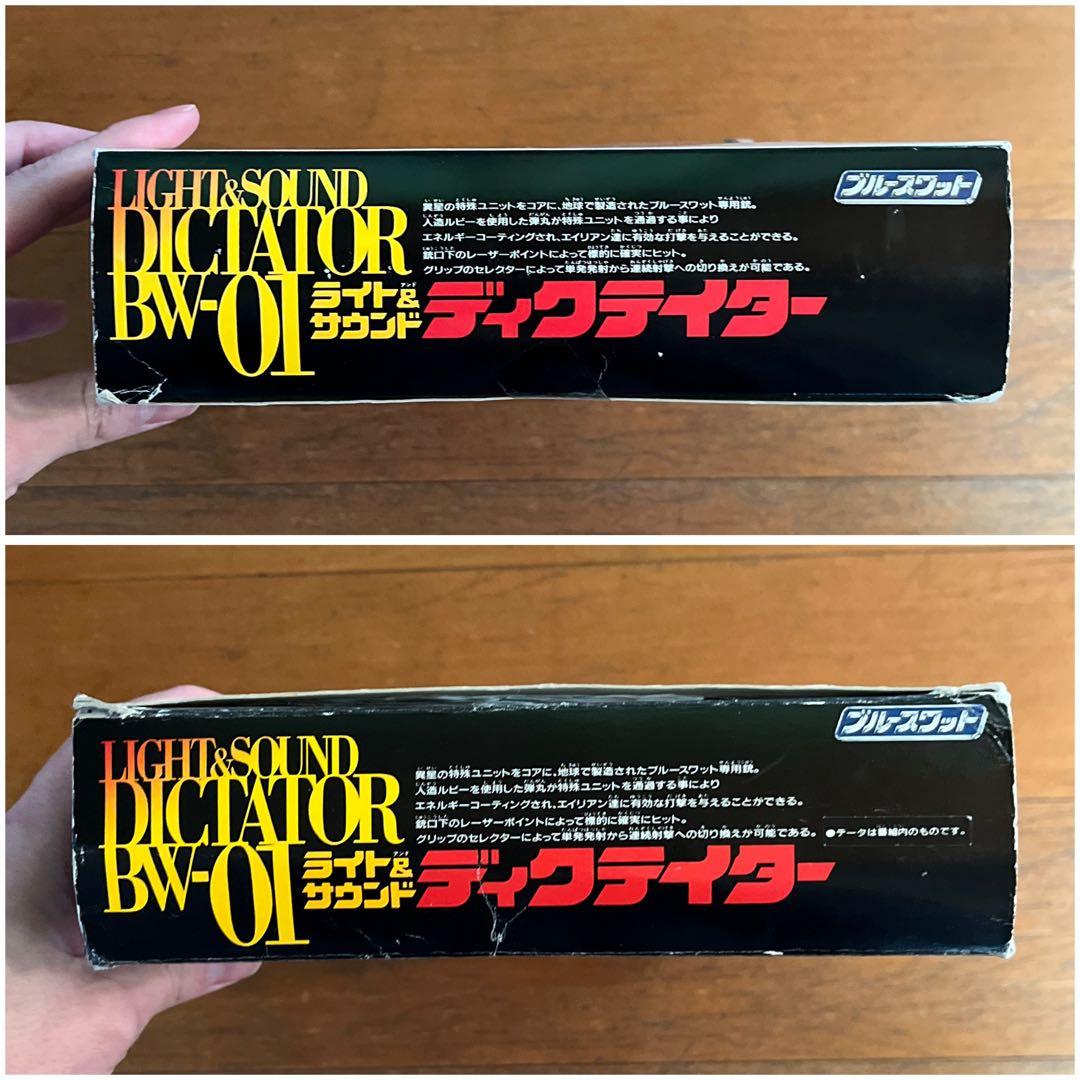 LIGHT&SOUND
DICTATOR
BW-01
ブルースワット
異星の特殊ユニットをコアに、地球で製造されたブルースワット専用銃。
人造ルビーを使用した弾丸が特殊ユニットを通過する事により
エネルギーコーティングされ、エイリアン達に有効な打撃を与えることができる。
銃口下のレーザーポイントによって標的に確実にヒット。
グリップのセレクターによって単発発射から連続射撃への切り換えが可能である。
ライト&サウンド
ディクテイター
LIGHT&SOUND
DICTATOR
BW-01
ブルースワット
異星の特殊ユニットをコアに、地球で製造されたブルースワット専用銃。
人造ルビーを使用した弾丸が特殊ユニットを通過する事により
エネルギーコーティングされ、エイリアン達に有効な打撃を与えることができる。
銃口下のレーザーポイントによって標的に確実にヒット。
グリップのセレクターによって単発発射から連続射撃への切り換えが可能である。
●データは番組内のものです。
ライト&サウンド
ディクテイター